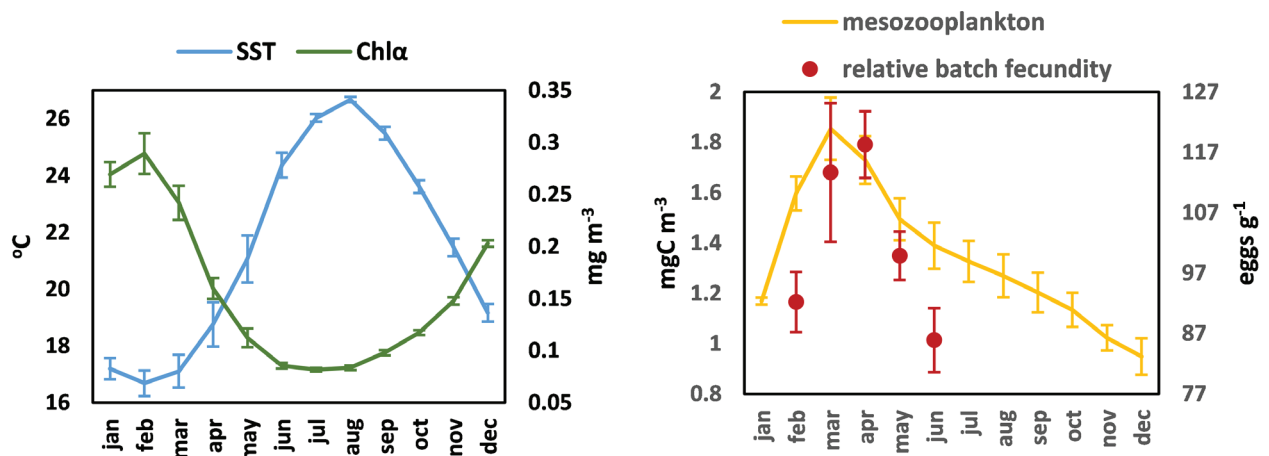 SST Chlα
26
24
22
20
18
16
ºC
0.35
0.3
0.25
0.2
0.15
0.1
0.05
mg m⁻³
jan feb mar apr may jun jul aug sep oct nov dec
mesozooplankton
relative batch fecundity
2
1.8
1.6
1.4
1.2
1
0.8
mgC m⁻³
127
117
107
97
87
77
eggs g⁻¹
jan feb mar apr may jun jul aug sep oct nov dec